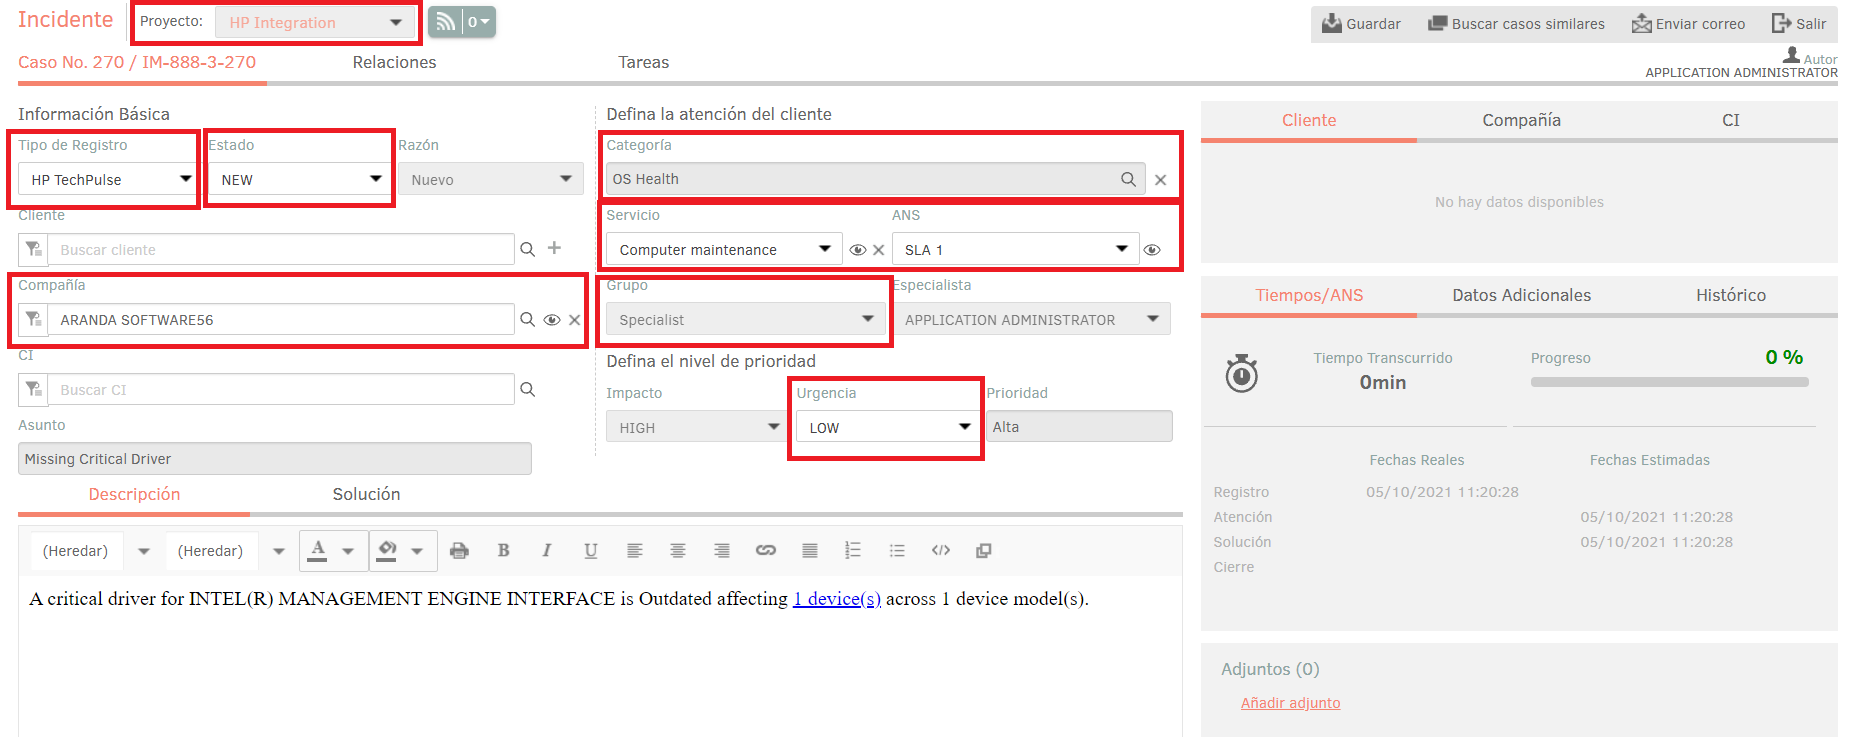 Incidente
Proyecto: HP Integration
0
Guardar Buscar casos similares Enviar correo Salir
Caso No. 270 / IM-888-3-270 Relaciones Tareas
Autor
APPLICATION ADMINISTRATOR
Información Básica
Tipo de Registro Estado Razón
HP TechPulse NEW Nuevo
Cliente
Buscar cliente
Compañía
ARANDA SOFTWARE56
CI
Buscar CI
Asunto
Missing Critical Driver
Defina la atención del cliente
Categoría
OS Health
Servicio ANS
Computer maintenance SLA 1
Grupo Especialista
Specialist APPLICATION ADMINISTRATOR
Defina el nivel de prioridad
Impacto Urgencia Prioridad
HIGH LOW Alta
Descripción Solución
(Heredar) (Heredar) A B I U
A critical driver for INTEL(R) MANAGEMENT ENGINE INTERFACE is Outdated affecting 1 device(s) across 1 device model(s).
Cliente Compañía CI
No hay datos disponibles
Tiempos/ANS Datos Adicionales Histórico
Tiempo Transcurrido Progreso 0 %
0min
Fechas Reales Fechas Estimadas
Registro 05/10/2021 11:20:28
Atención 05/10/2021 11:20:28
Solución 05/10/2021 11:20:28
Cierre
Adjuntos (0)
Añadir adjunto